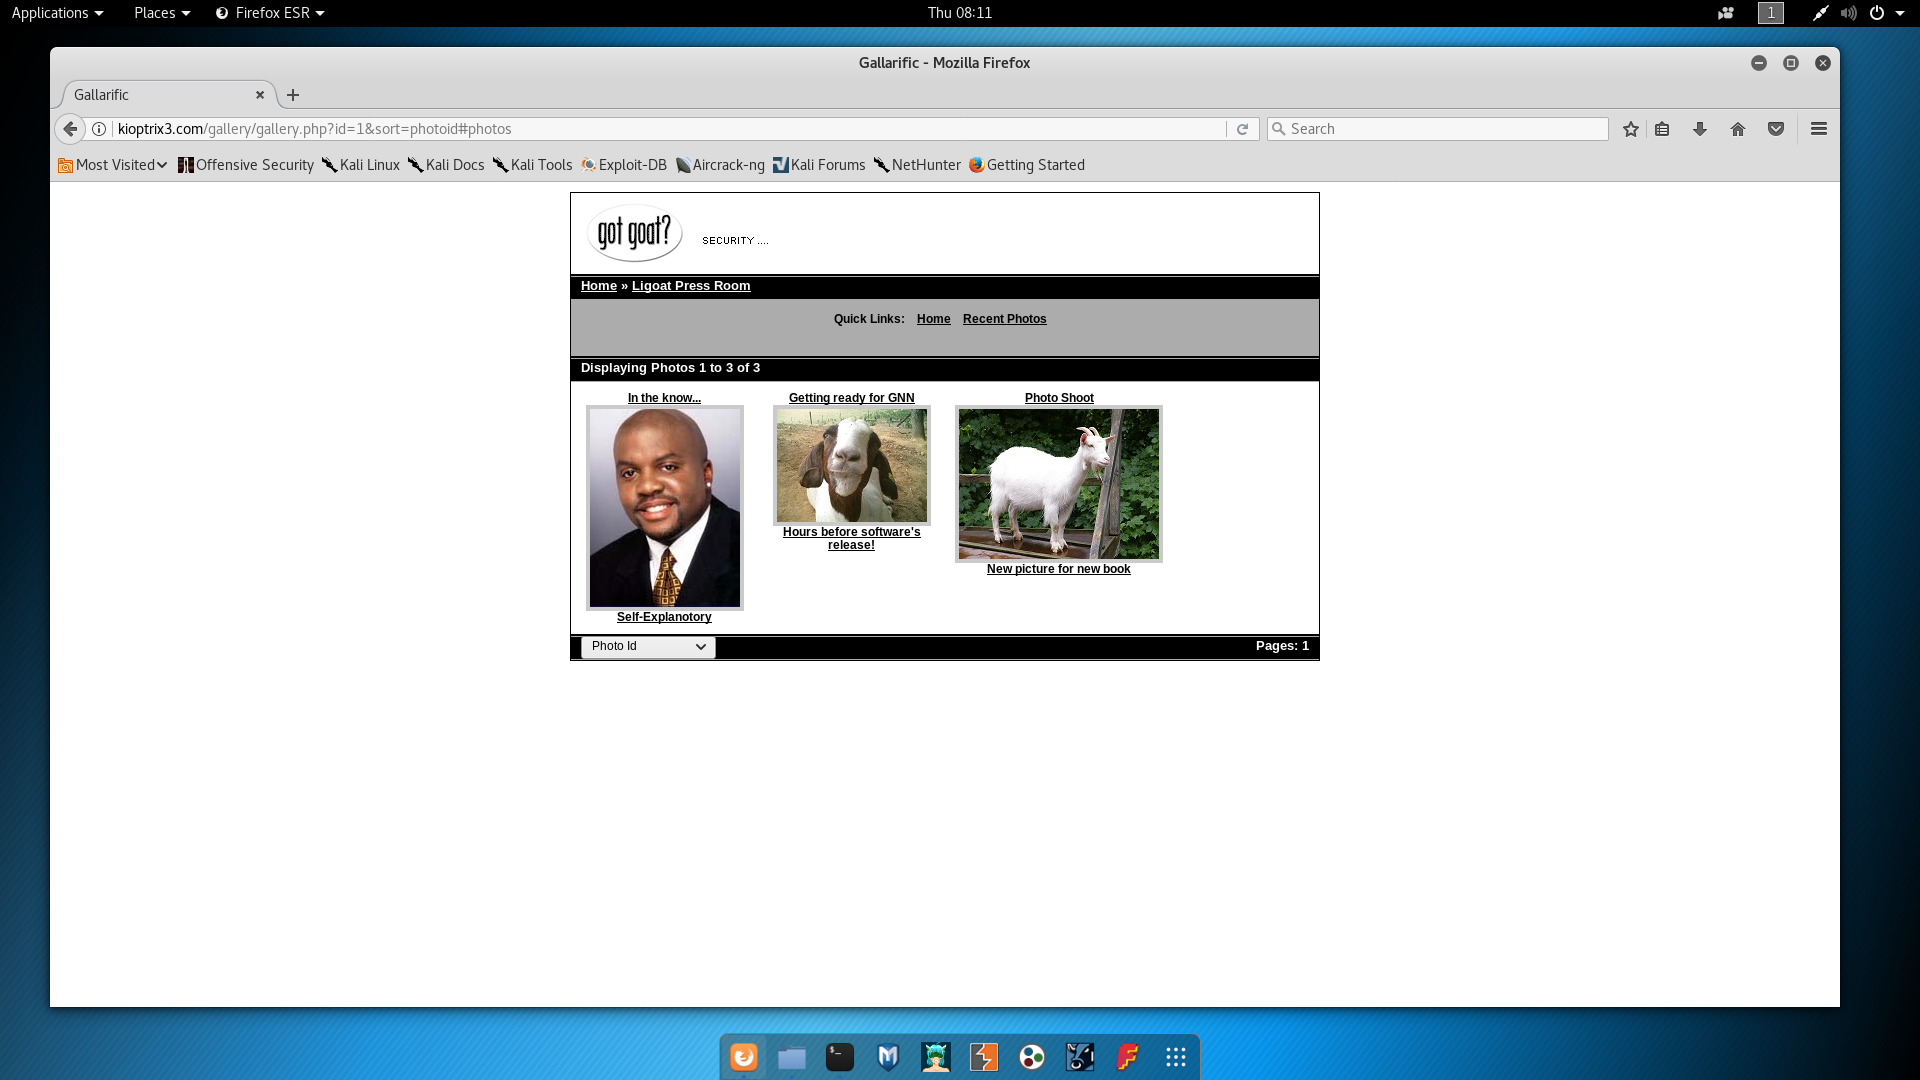 Applications Places Firefox ESR Thu 08:11 1
Gallarific - Mozilla Firefox
Gallarific
kioptrix3.com/gallery/gallery.php?id=1&sort=photoid#photos Search
Most Visited Offensive Security Kali Linux Kali Docs Kali Tools Exploit-DB Aircrack-ng Kali Forums NetHunter Getting Started
got goat? SECURITY ....
Home » Ligoat Press Room
Quick Links: Home Recent Photos
Displaying Photos 1 to 3 of 3
In the know... Getting ready for GNN Photo Shoot
Hours before software's
release!
New picture for new book
Self-Explanotory
Photo Id Pages: 1